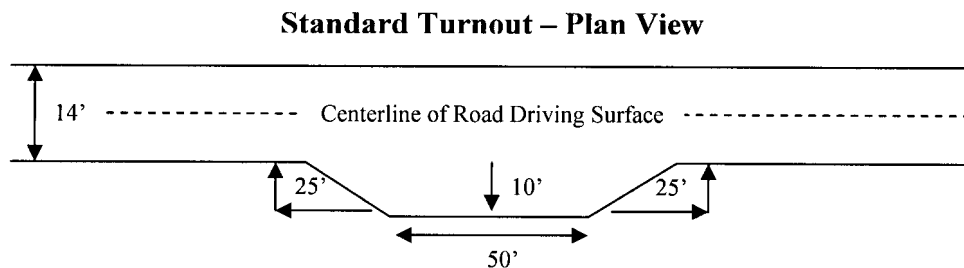 Standard Turnout – Plan View
14’
Centerline of Road Driving Surface
25’
10’
25’
50’